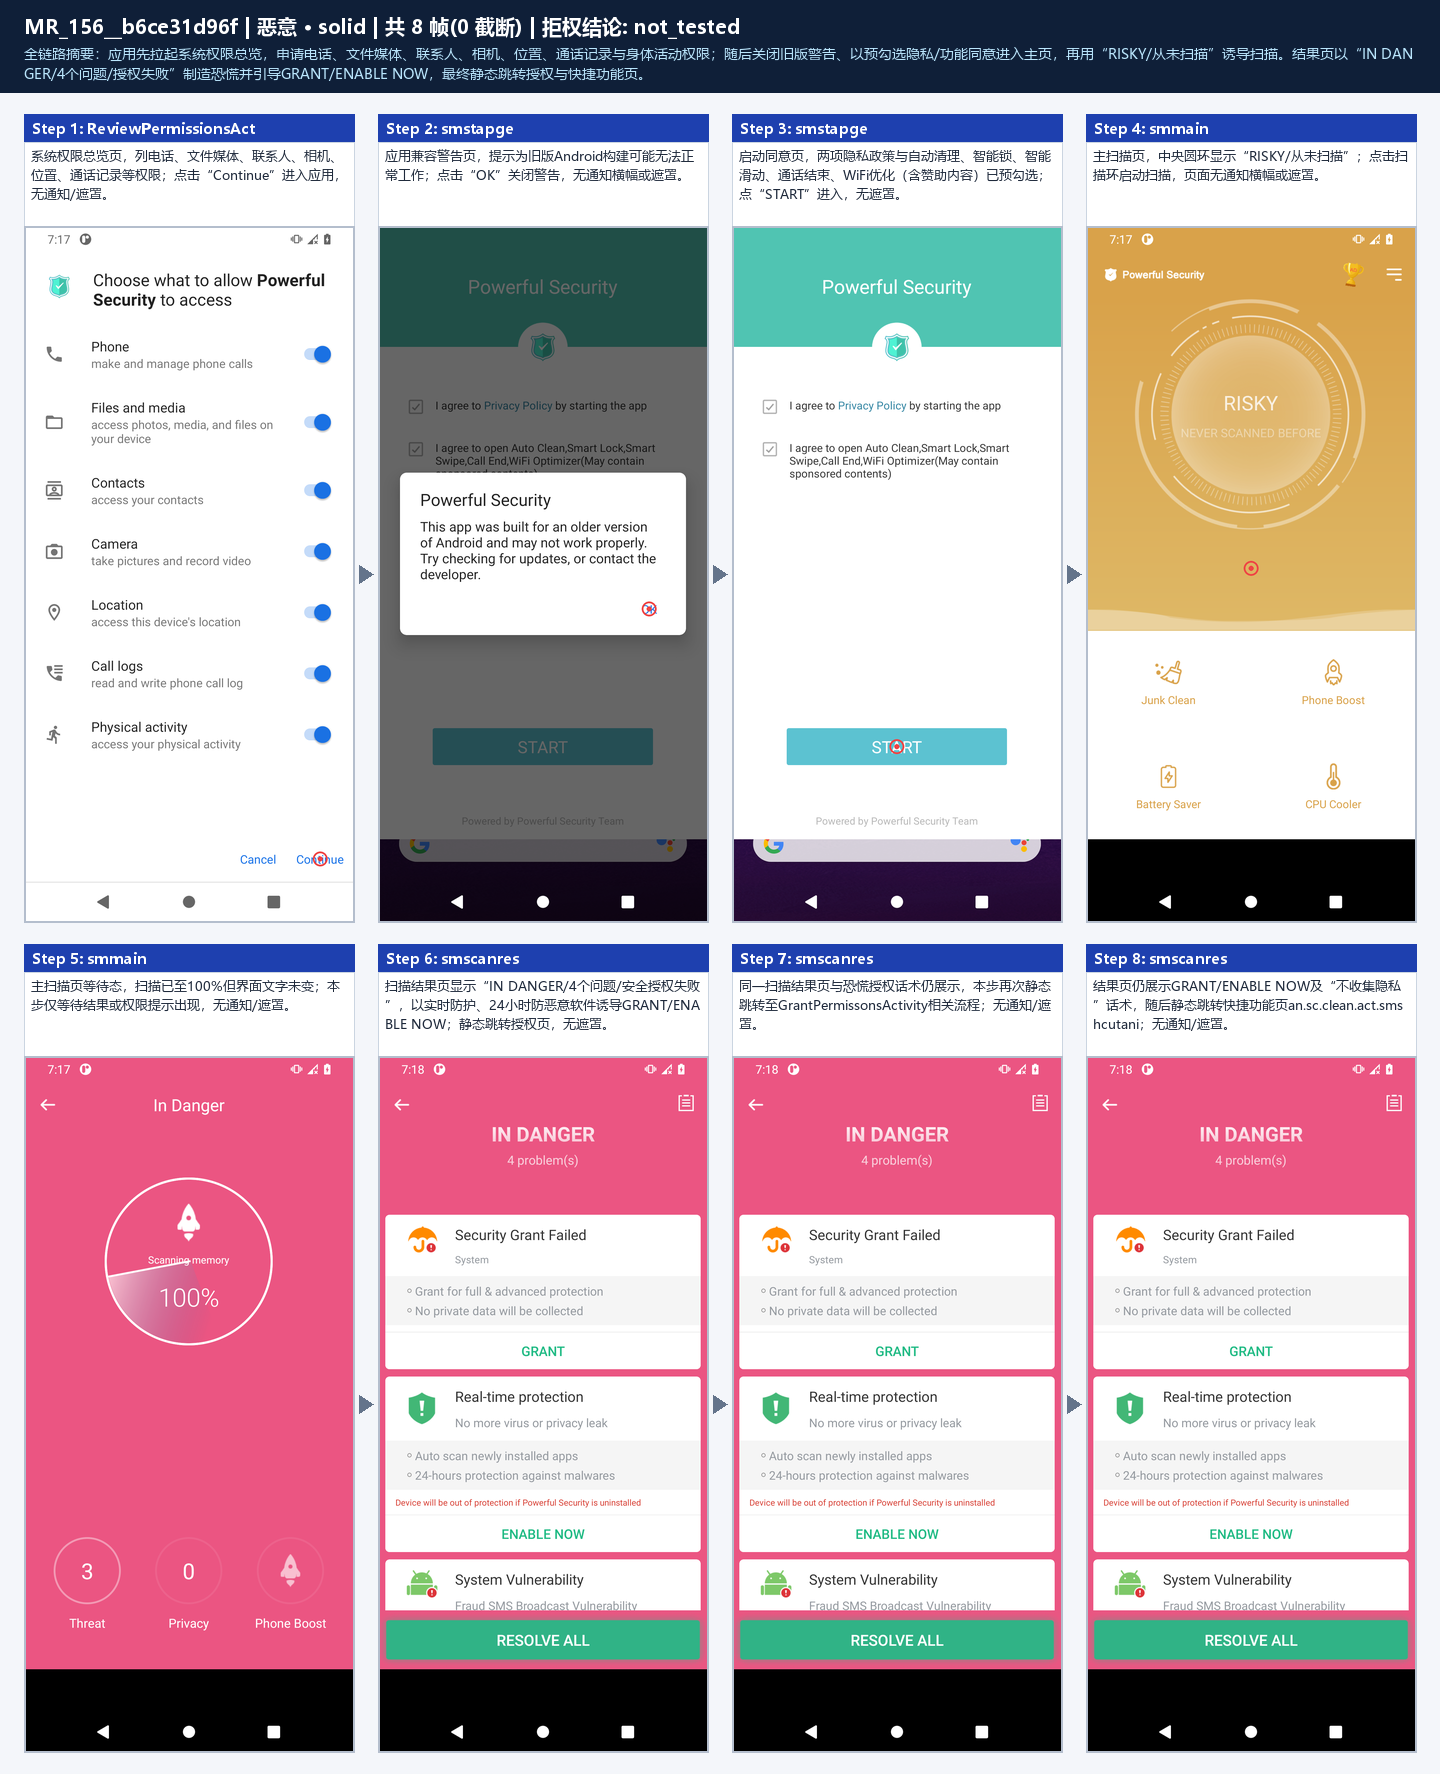 MR_156__b6ce31d96f | 恶意 • solid | 共 8 帧(0 截断) | 拒权结论: not_tested
全链路摘要：应用先拉起系统权限总览，申请电话、文件媒体、联系人、相机、位置、通话记录与身体活动权限；随后关闭旧版警告、以预勾选隐私/功能同意进入主页，再用“RISKY/从未扫描”诱导扫描。结果页以“IN DAN
GER/4个问题/授权失败”制造恐慌并引导GRANT/ENABLE NOW，最终静态跳转授权与快捷功能页。
Step 1: ReviewPermissionsAct
系统权限总览页，列电话、文件媒体、联系人、相机、
位置、通话记录等权限；点击“Continue”进入应用，
无通知/遮罩。
7:17
Choose what to allow Powerful
Security to access
Phone
make and manage phone calls
Files and media
access photos, media, and files on
your device
Contacts
access your contacts
Camera
take pictures and record video
Location
access this device's location
Call logs
read and write phone call log
Physical activity
access your physical activity
Cancel
Continue
Step 2: smstapge
应用兼容警告页，提示为旧版Android构建可能无法正
常工作；点击“OK”关闭警告，无通知横幅或遮罩。
Powerful Security
I agree to Privacy Policy by starting the app
I agree to open Auto Clean,Smart Lock,Smart
Swipe,Call End,WiFi Optimizer(May contain
Powerful Security
This app was built for an older version
of Android and may not work properly.
Try checking for updates, or contact the
developer.
START
Powered by Powerful Security Team
Step 3: smstapge
启动同意页，两项隐私政策与自动清理、智能锁、智能
滑动、通话结束、WiFi优化（含赞助内容）已预勾选；
点“START”进入，无遮罩。
Powerful Security
I agree to Privacy Policy by starting the app
I agree to open Auto Clean,Smart Lock,Smart
Swipe,Call End,WiFi Optimizer(May contain
sponsored contents)
START
Powered by Powerful Security Team
Step 4: smmain
主扫描页，中央圆环显示“RISKY/从未扫描”；点击扫
描环启动扫描，页面无通知横幅或遮罩。
7:17
Powerful Security
RISKY
NEVER SCANNED BEFORE
Junk Clean
Phone Boost
Battery Saver
CPU Cooler
Step 5: smmain
主扫描页等待态，扫描已至100%但界面文字未变；本
步仅等待结果或权限提示出现，无通知/遮罩。
7:17
In Danger
Scanning memory
100%
3
0
Threat
Privacy
Phone Boost
Step 6: smscanres
扫描结果页显示“IN DANGER/4个问题/安全授权失败
”，以实时防护、24小时防恶意软件诱导GRANT/ENA
BLE NOW；静态跳转授权页，无遮罩。
7:18
IN DANGER
4 problem(s)
Security Grant Failed
System
Grant for full & advanced protection
No private data will be collected
GRANT
Real-time protection
No more virus or privacy leak
Auto scan newly installed apps
24-hours protection against malwares
Device will be out of protection if Powerful Security is uninstalled
ENABLE NOW
System Vulnerability
Fraud SMS Broadcast Vulnerability
RESOLVE ALL
Step 7: smscanres
同一扫描结果页与恐慌授权话术仍展示，本步再次静态
跳转至GrantPermissonsActivity相关流程；无通知/遮
罩。
7:18
IN DANGER
4 problem(s)
Security Grant Failed
System
Grant for full & advanced protection
No private data will be collected
GRANT
Real-time protection
No more virus or privacy leak
Auto scan newly installed apps
24-hours protection against malwares
Device will be out of protection if Powerful Security is uninstalled
ENABLE NOW
System Vulnerability
Fraud SMS Broadcast Vulnerability
RESOLVE ALL
Step 8: smscanres
结果页仍展示GRANT/ENABLE NOW及“不收集隐私
”话术，随后静态跳转快捷功能页an.sc.clean.act.sms
hcutani；无通知/遮罩。
7:18
IN DANGER
4 problem(s)
Security Grant Failed
System
Grant for full & advanced protection
No private data will be collected
GRANT
Real-time protection
No more virus or privacy leak
Auto scan newly installed apps
24-hours protection against malwares
Device will be out of protection if Powerful Security is uninstalled
ENABLE NOW
System Vulnerability
Fraud SMS Broadcast Vulnerability
RESOLVE ALL